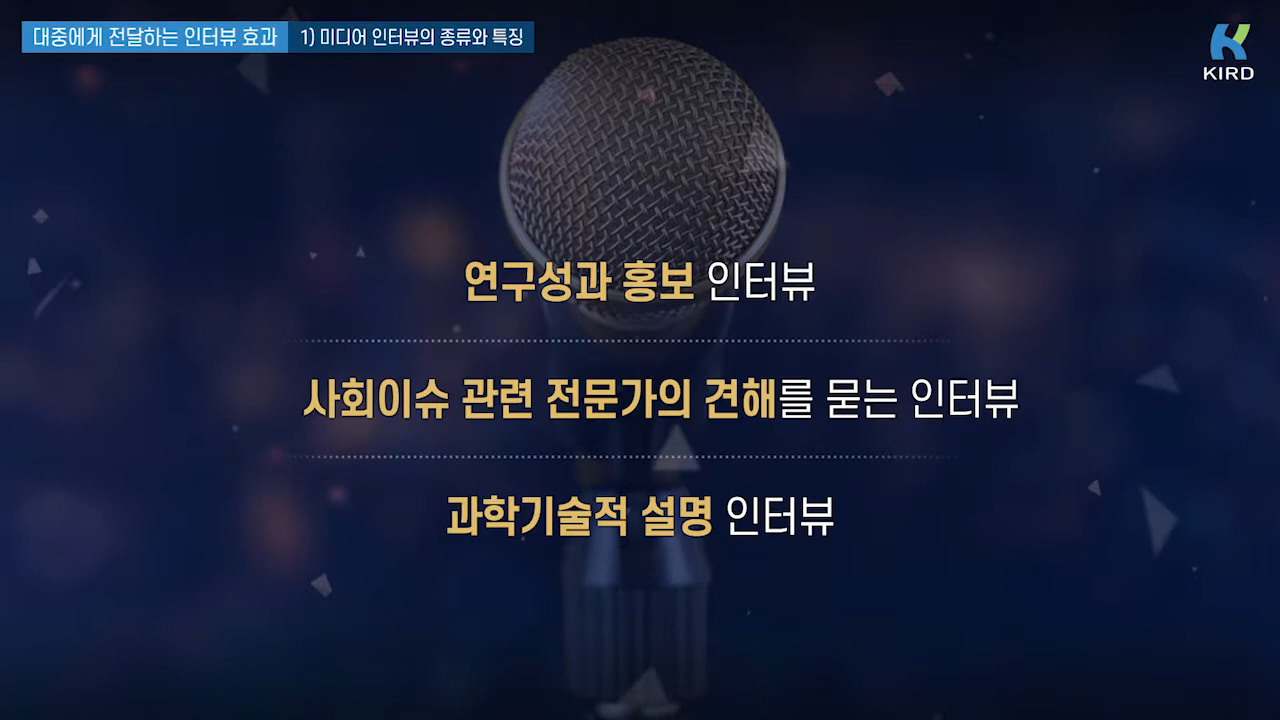 대중에게 전달하는 인터뷰 효과 1) 미디어 인터뷰의 종류와 특징
KIRD
연구성과 홍보 인터뷰
사회이슈 관련 전문가의 견해를 묻는 인터뷰
과학기술적 설명 인터뷰